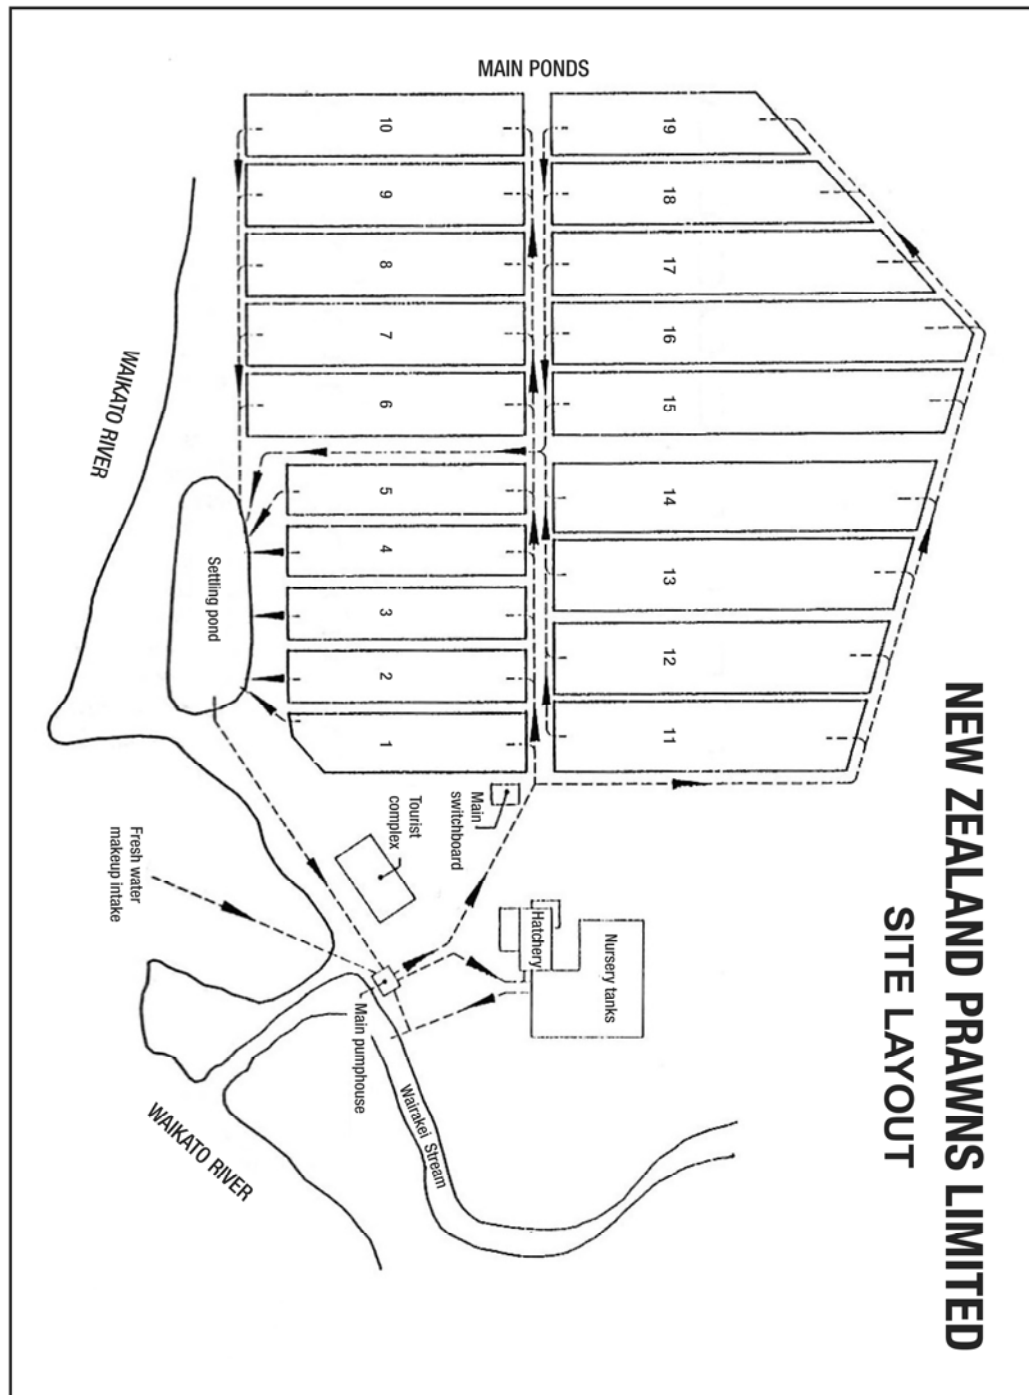 MAIN PONDS
NEW ZEALAND PRAWNS LIMITED
SITE LAYOUT
10
9
8
7
6
5
4
3
2
1
19
18
17
16
15
14
13
12
11
WAIKATO RIVER
Settling pond
Main
switchboard
Tourist
complex
Fresh water
makeup intake
Hatchery
Nursery tanks
Main pumphouse
Wairakei Stream
WAIKATO RIVER